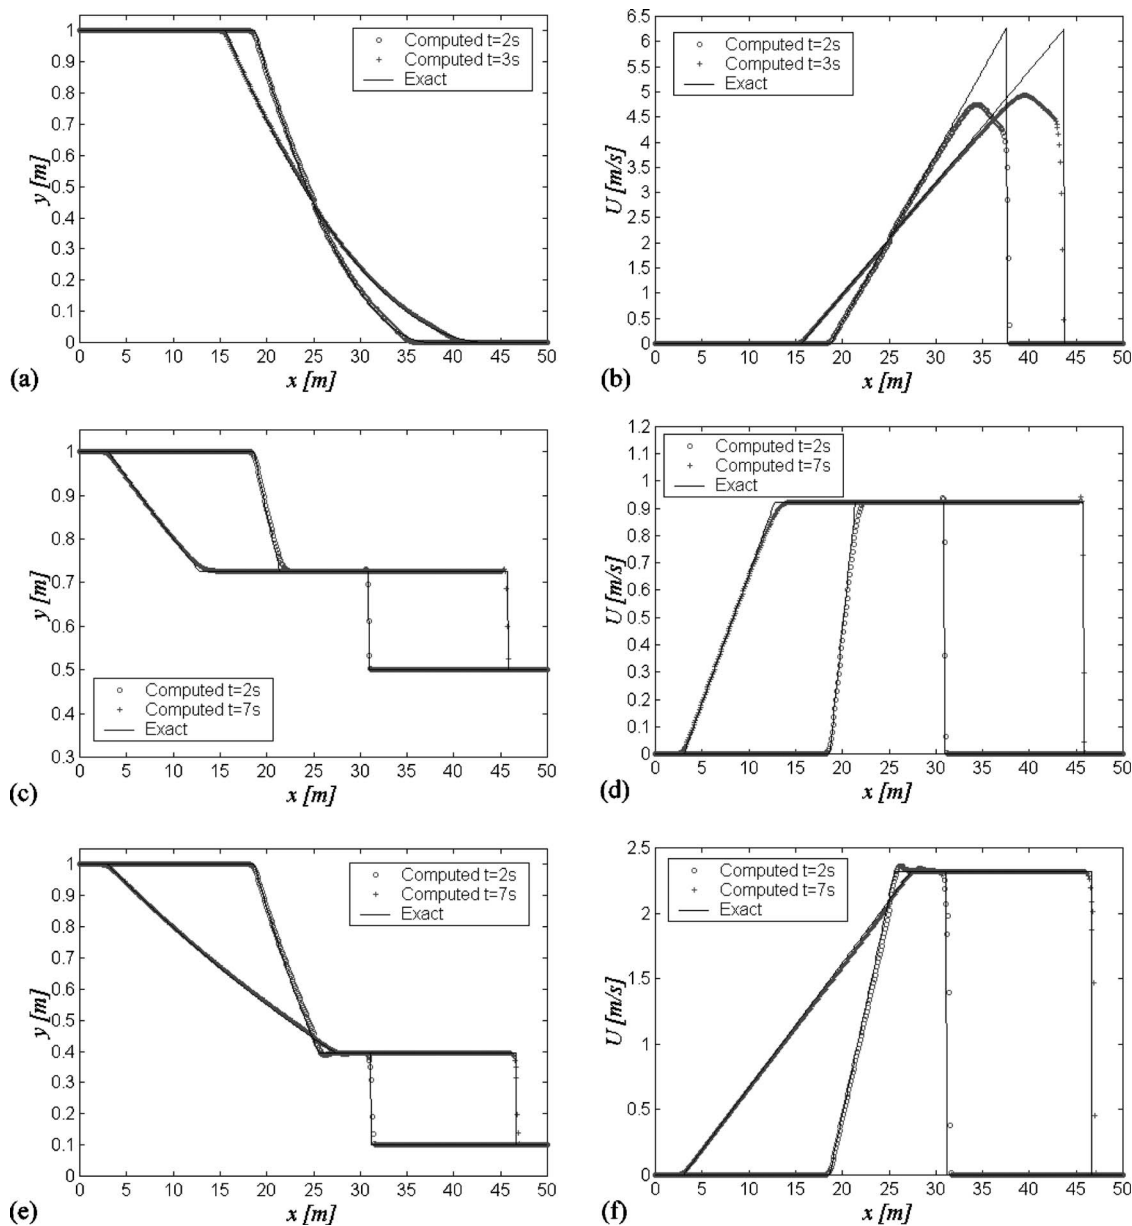 1
0.9
0.8
0.7
0.6
0.5
0.4
0.3
0.2
0.1
0
y [m]
Computed t=2s
Computed t=3s
Exact
0 5 10 15 20 25 30 35 40 45 50
x [m]
(a)
6.5
6
5.5
5
4.5
4
3.5
3
2.5
2
1.5
1
0.5
0
U [m/s]
Computed t=2s
Computed t=3s
Exact
0 5 10 15 20 25 30 35 40 45 50
x [m]
(b)
1
0.9
0.8
0.7
0.6
0.5
0.4
0.3
y [m]
Computed t=2s
Computed t=7s
Exact
0 5 10 15 20 25 30 35 40 45 50
x [m]
(c)
1.2
1.1
1
0.9
0.8
0.7
0.6
0.5
0.4
0.3
0.2
0.1
0
U [m/s]
Computed t=2s
Computed t=7s
Exact
0 5 10 15 20 25 30 35 40 45 50
x [m]
(d)
1
0.9
0.8
0.7
0.6
0.5
0.4
0.3
0.2
0.1
0
y [m]
Computed t=2s
Computed t=7s
Exact
0 5 10 15 20 25 30 35 40 45 50
x [m]
(e)
2.5
2
1.5
1
0.5
0
U [m/s]
Computed t=2s
Computed t=7s
Exact
0 5 10 15 20 25 30 35 40 45 50
x [m]
(f)